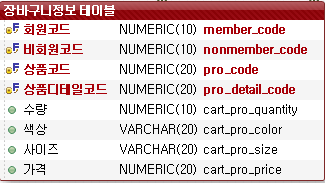 장바구니정보 테이블
회원코드 NUMERIC(10) member_code
비회원코드 NUMERIC(10) nonmember_code
상품코드 NUMERIC(20) pro_code
상품디테일코드 NUMERIC(20) pro_detail_code
수량 NUMERIC(10) cart_pro_quantity
색상 VARCHAR(20) cart_pro_color
사이즈 VARCHAR(20) cart_pro_size
가격 NUMERIC(20) cart_pro_price